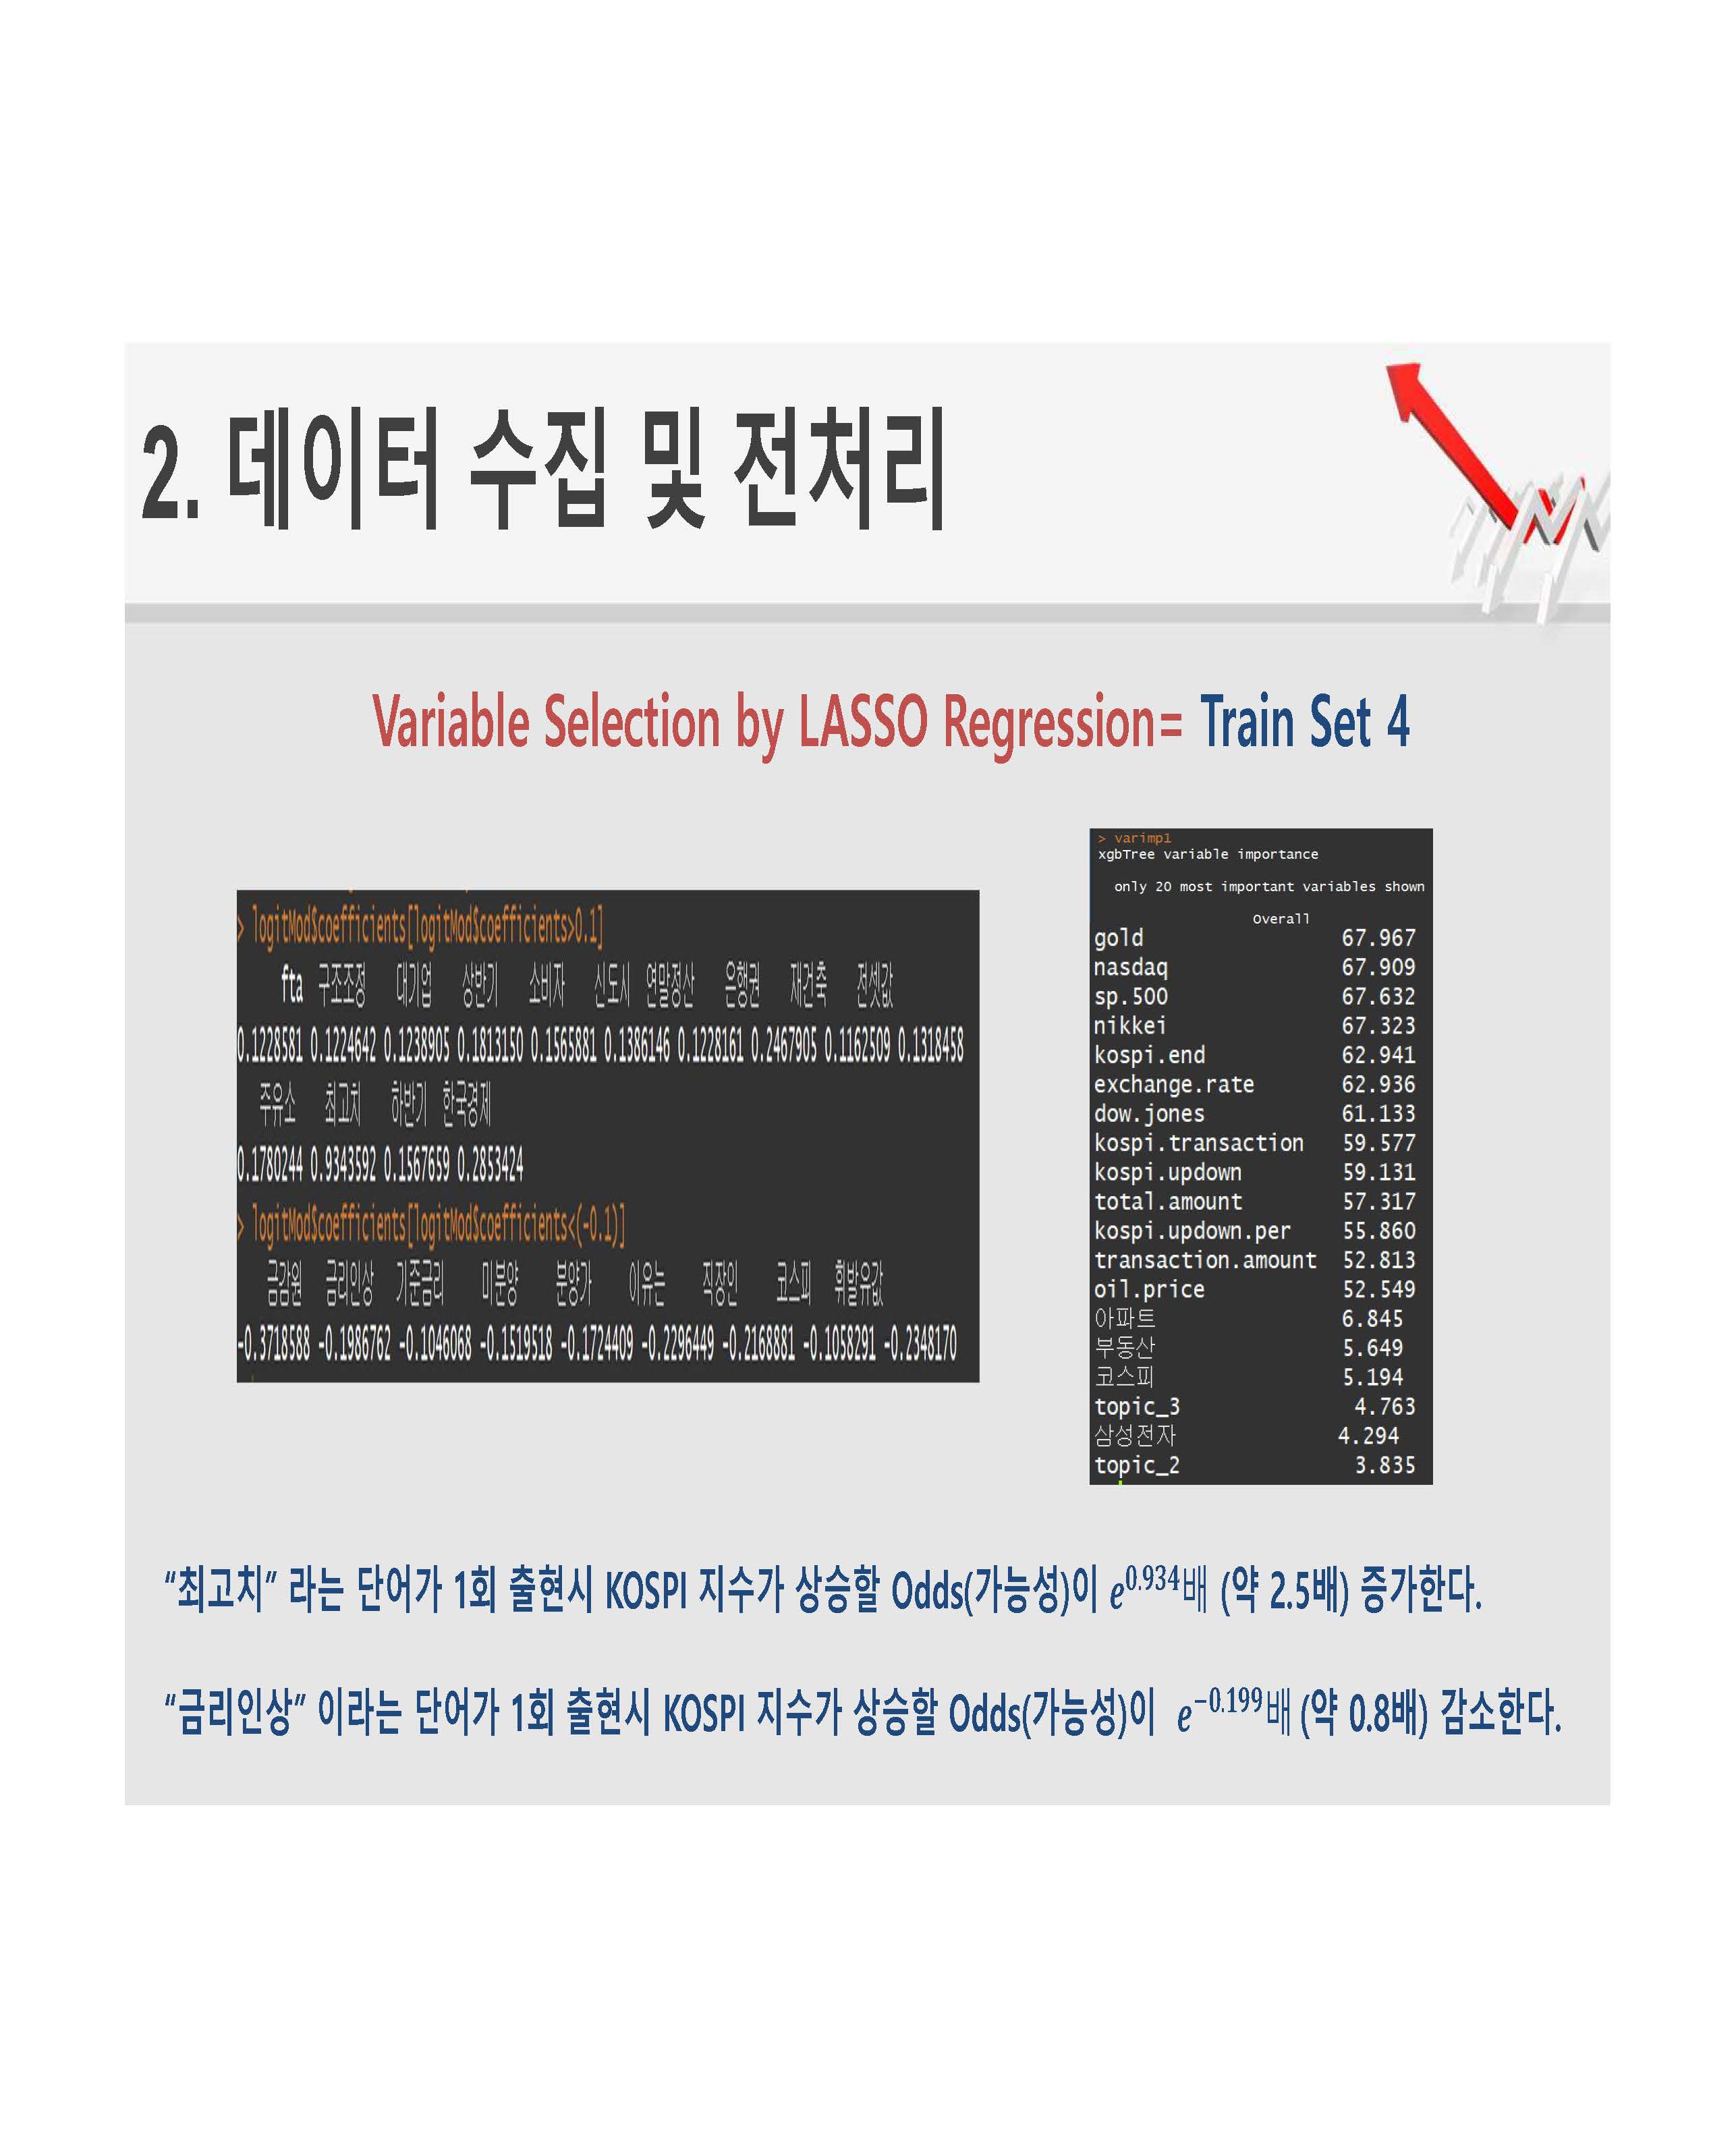 2. 데이터 수집 및 전처리
Variable Selection by LASSO Regression= Train Set 4
> logitMod$coefficients[logitMod$coefficients>0.1]
fta 구조조정 대기업 상반기 소비자 신도시 연말정산 은행권 재건축 전셋값
0.1228581 0.1224642 0.1238905 0.1813150 0.1565881 0.1386146 0.1228161 0.2467905 0.1162509 0.1318458
주유소 최고치 하반기 한국경제
0.1780244 0.9343592 0.1567659 0.2853424
> logitMod$coefficients[logitMod$coefficients<(-0.1)]
금감원 금리인상 기준금리 미분양 분양가 이유는 직장인 코스피 휘발유값
-0.3718588 -0.1986762 -0.1046068 -0.1519518 -0.1724409 -0.2296449 -0.2168881 -0.1058291 -0.2348170
> varimp1
xgbTree variable importance
only 20 most important variables shown
Overall
gold 67.967
nasdaq 67.909
sp.500 67.632
nikkei 67.323
kospi.end 62.941
exchange.rate 62.936
dow.jones 61.133
kospi.transaction 59.577
kospi.updown 59.131
total.amount 57.317
kospi.updown.per 55.860
transaction.amount 52.813
oil.price 52.549
아파트 6.845
부동산 5.649
코스피 5.194
topic_3 4.763
삼성전자 4.294
topic_2 3.835
“최고치” 라는 단어가 1회 출현시 KOSPI 지수가 상승할 Odds(가능성)이 e^0.934배 (약 2.5배) 증가한다.
“금리인상” 이라는 단어가 1회 출현시 KOSPI 지수가 상승할 Odds(가능성)이 e^−0.199배 (약 0.8배) 감소한다.